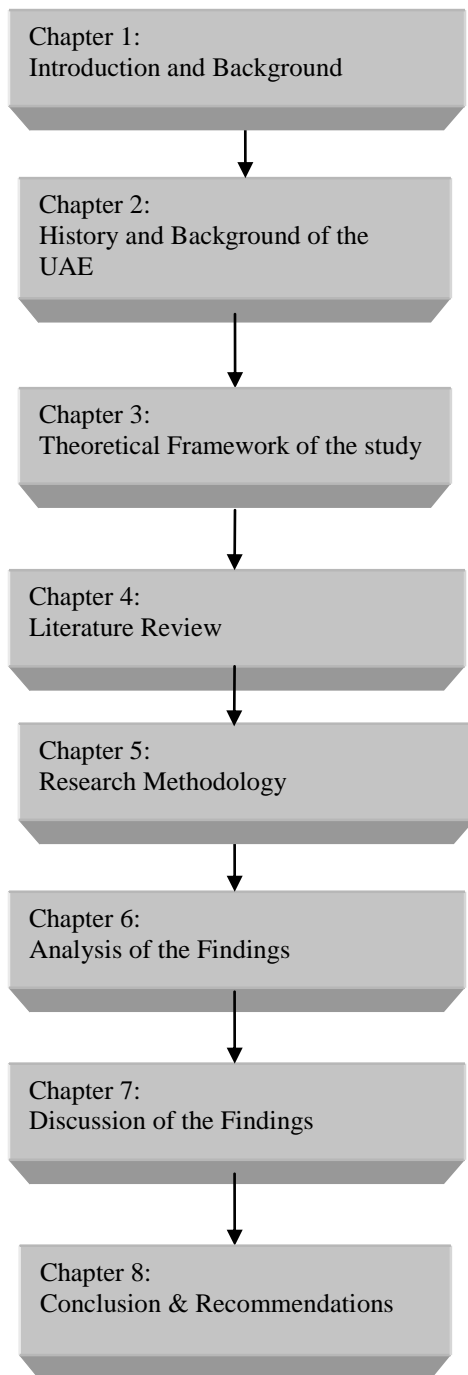 Chapter 1:
Introduction and Background
Chapter 2:
History and Background of the
UAE
Chapter 3:
Theoretical Framework of the study
Chapter 4:
Literature Review
Chapter 5:
Research Methodology
Chapter 6:
Analysis of the Findings
Chapter 7:
Discussion of the Findings
Chapter 8:
Conclusion & Recommendations